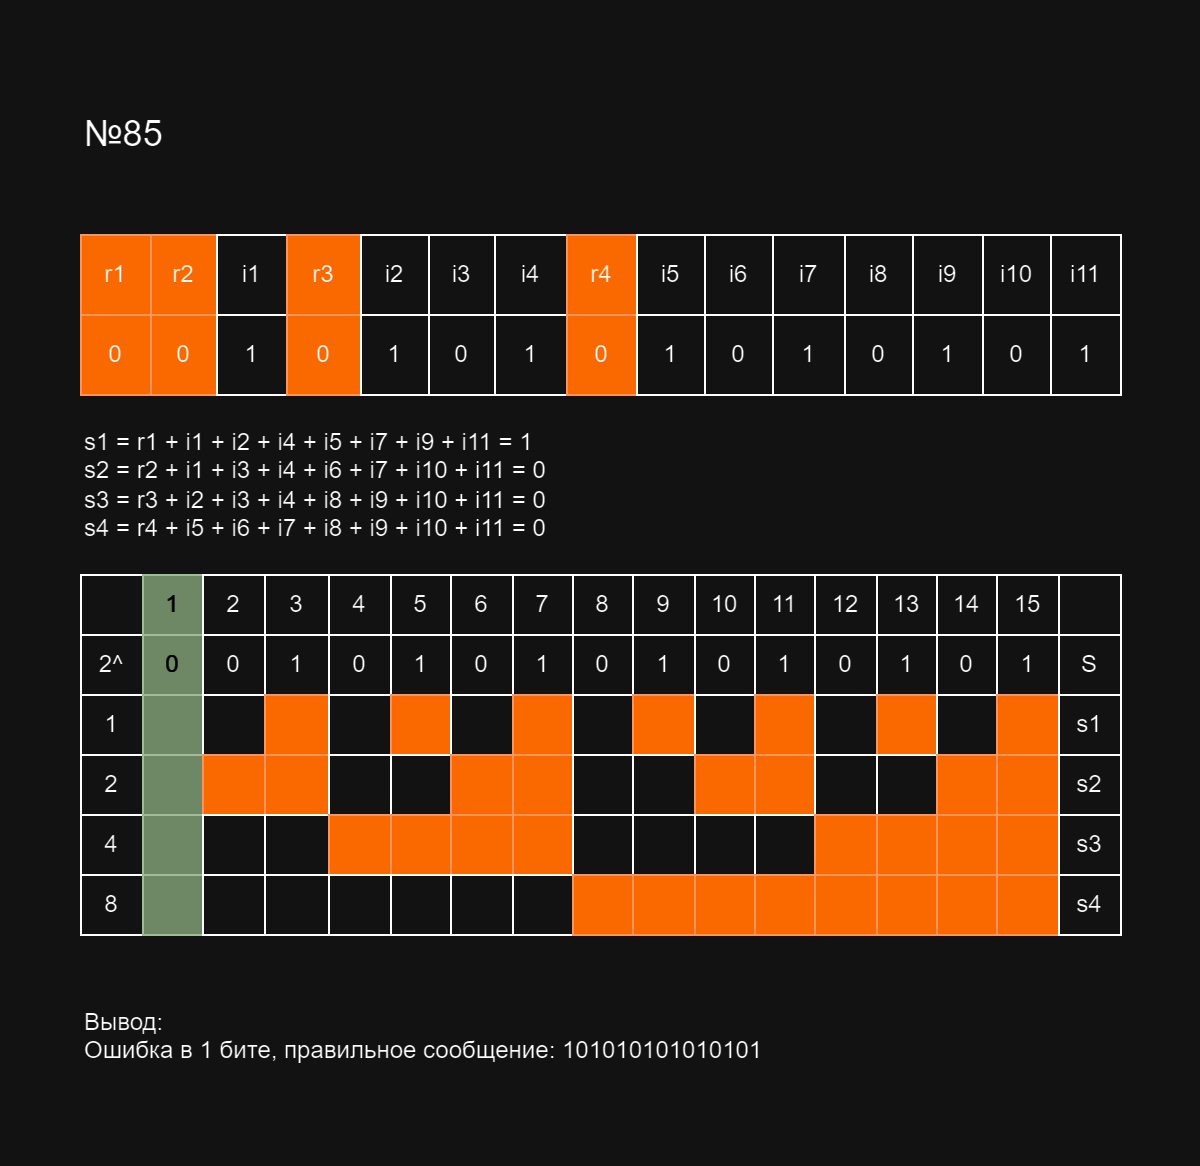 №85
r1 r2 i1 r3 i2 i3 i4 r4 i5 i6 i7 i8 i9 i10 i11
0 0 1 0 1 0 1 0 1 0 1 0 1 0 1
s1 = r1 + i1 + i2 + i4 + i5 + i7 + i9 + i11 = 1
s2 = r2 + i1 + i3 + i4 + i6 + i7 + i10 + i11 = 0
s3 = r3 + i2 + i3 + i4 + i8 + i9 + i10 + i11 = 0
s4 = r4 + i5 + i6 + i7 + i8 + i9 + i10 + i11 = 0
1 2 3 4 5 6 7 8 9 10 11 12 13 14 15
2^ 0 0 1 0 1 0 1 0 1 0 1 0 1 0 1 S
1 s1
2 s2
4 s3
8 s4
Вывод:
Ошибка в 1 бите, правильное сообщение: 101010101010101